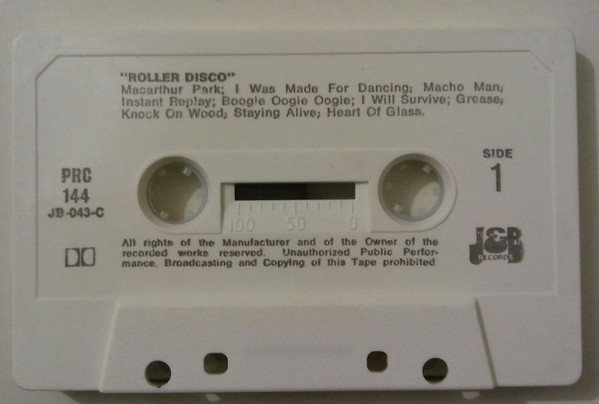 "ROLLER DISCO"
Macarthur Park; I Was Made For Dancing; Macho Man;
Instant Replay; Boogie Oogie Oogie; I Will Survive; Grease;
Knock On Wood; Staying Alive; Heart Of Glass.
PRC
144
JB-043-C
SIDE
1
100 50 0
All rights of the Manufacturer and of the Owner of the
recorded works reserved. Unauthorized Public Perfor-
mance, Broadcasting and Copying of this Tape prohibited
J&B
RECORDS